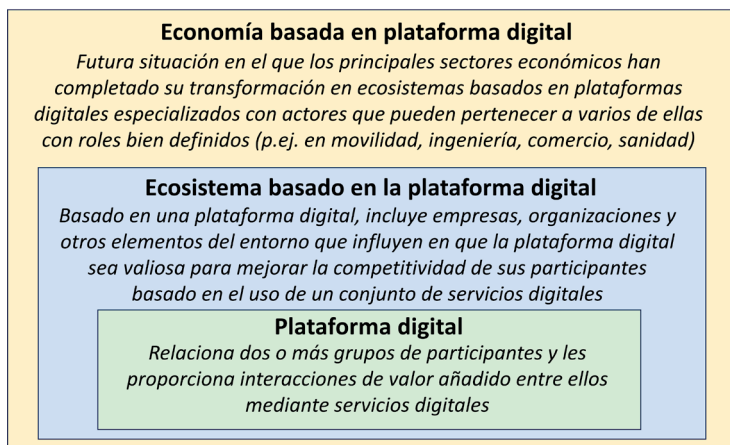 Economía basada en plataforma digital
Futura situación en el que los principales sectores económicos han
completado su transformación en ecosistemas basados en plataformas
digitales especializados con actores que pueden pertenecer a varios de ellas
con roles bien definidos (p.ej. en movilidad, ingeniería, comercio, sanidad)
Ecosistema basado en la plataforma digital
Basado en una plataforma digital, incluye empresas, organizaciones y
otros elementos del entorno que influyen en que la plataforma digital
sea valiosa para mejorar la competitividad de sus participantes
basado en el uso de un conjunto de servicios digitales
Plataforma digital
Relaciona dos o más grupos de participantes y les
proporciona interacciones de valor añadido entre ellos
mediante servicios digitales